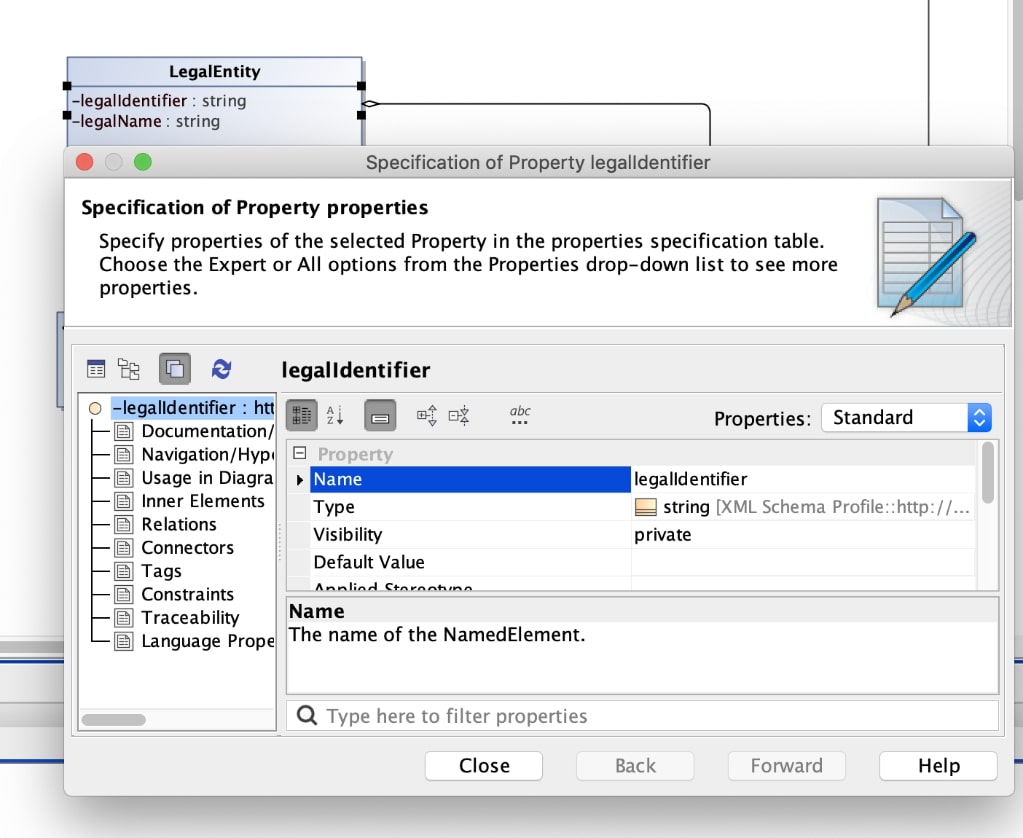 LegalEntity
-legalIdentifier : string
-legalName : string
Specification of Property legalIdentifier
Specification of Property properties
Specify properties of the selected Property in the properties specification table.
Choose the Expert or All options from the Properties drop-down list to see more
properties.
legalIdentifier
-legalIdentifier : htt
Documentation/
Navigation/Hype
Usage in Diagra
Inner Elements
Relations
Connectors
Tags
Constraints
Traceability
Language Prope
A
Z
abc
...
Properties: Standard
Property
Name legalIdentifier
Type string [XML Schema Profile::http://...
Visibility private
Default Value
Applied Stereotype
Name
The name of the NamedElement.
Type here to filter properties
Close Back Forward Help